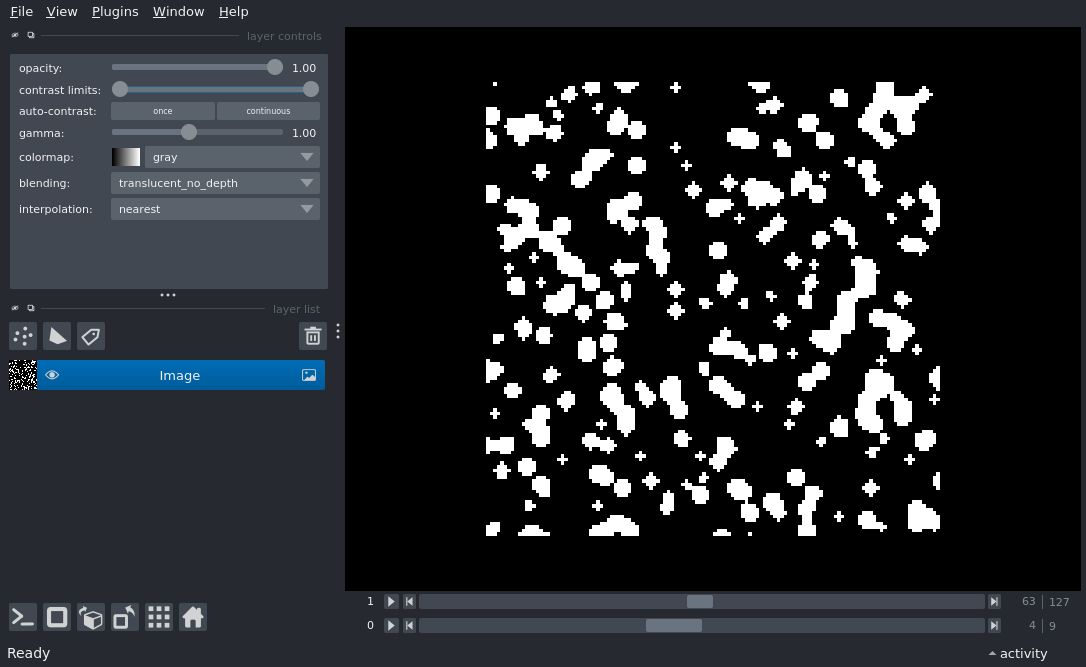 File View Plugins Window Help
layer controls
opacity: 1.00
contrast limits:
auto-contrast: once continuous
gamma: 1.00
colormap: gray
blending: translucent_no_depth
interpolation: nearest
layer list
Image
1 63 127
0 4 9
Ready activity